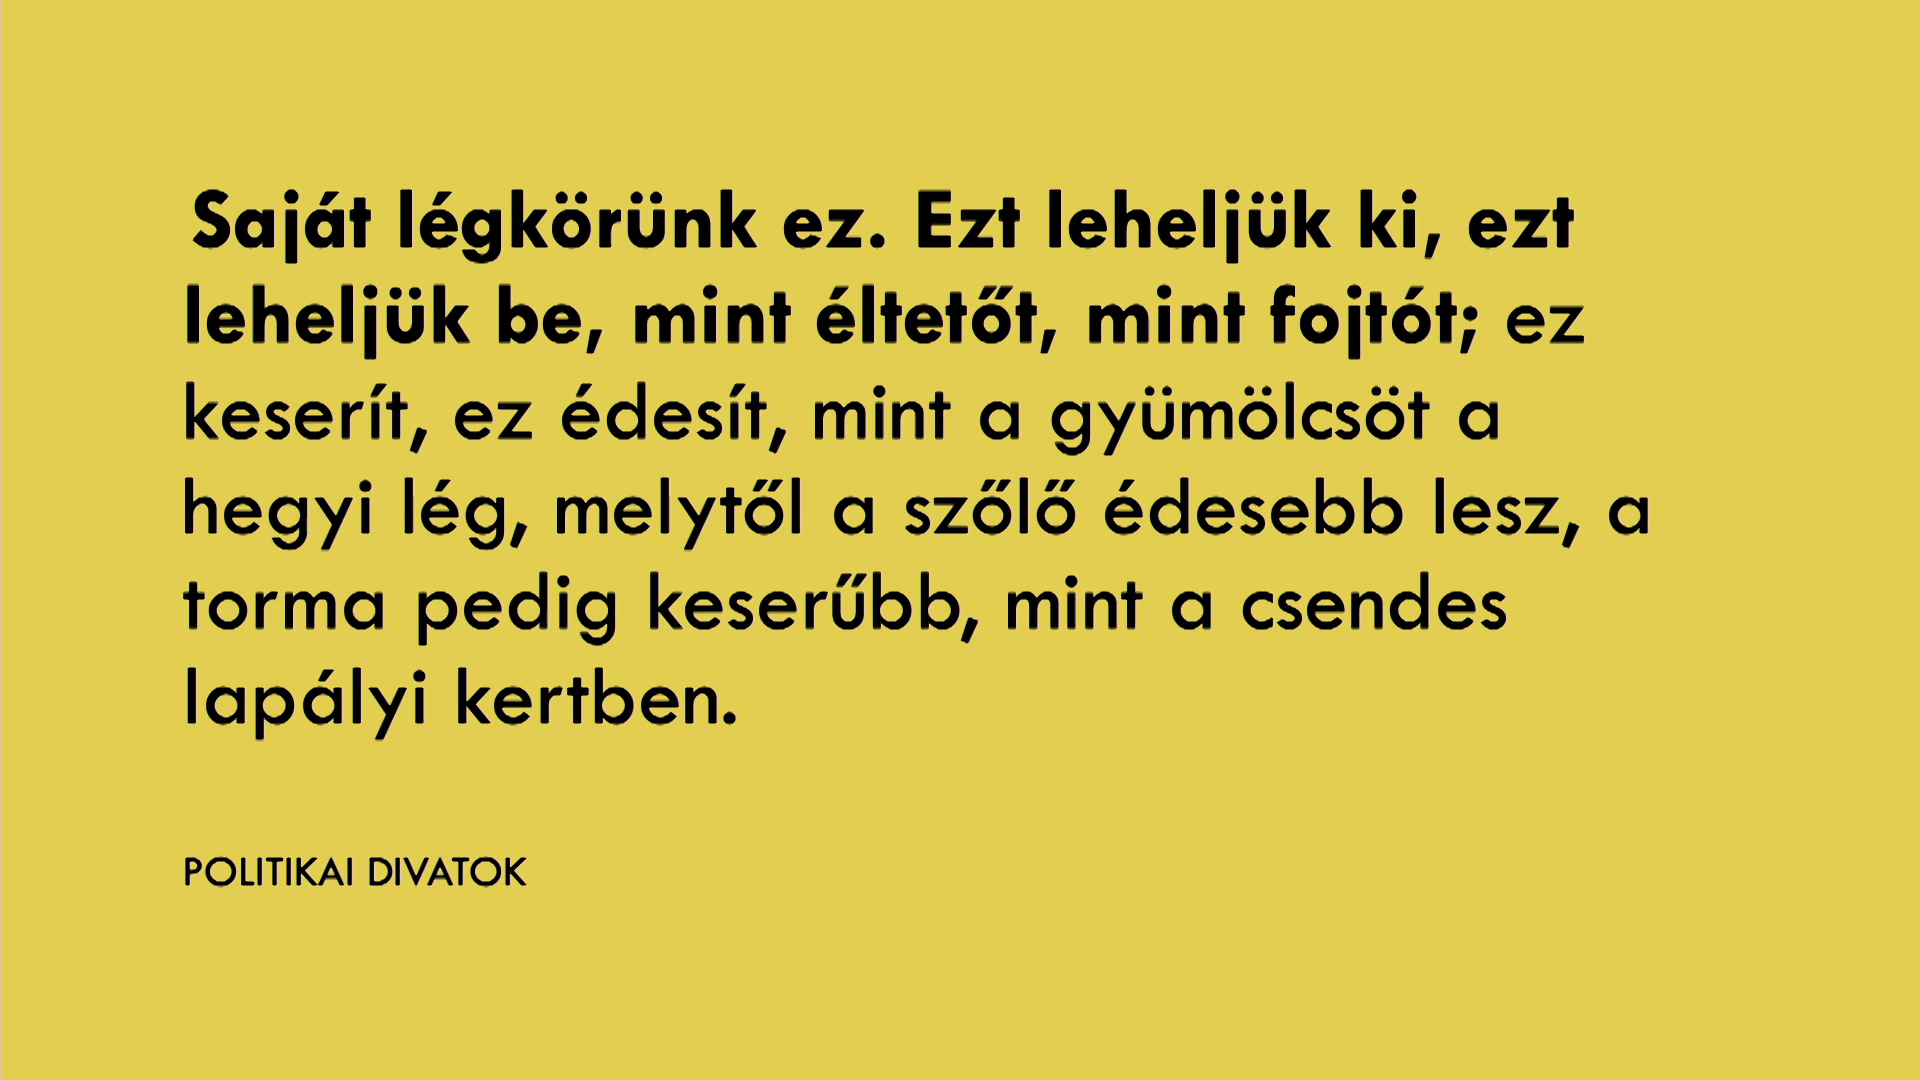 Saját légkörünk ez. Ezt leheljük ki, ezt
leheljük be, mint éltetőt, mint fojtót; ez
keserít, ez édesít, mint a gyümölcsöt a
hegyi lég, melytől a szőlő édesebb lesz, a
torma pedig keserűbb, mint a csendes
lapályi kertben.
POLITIKAI DIVATOK